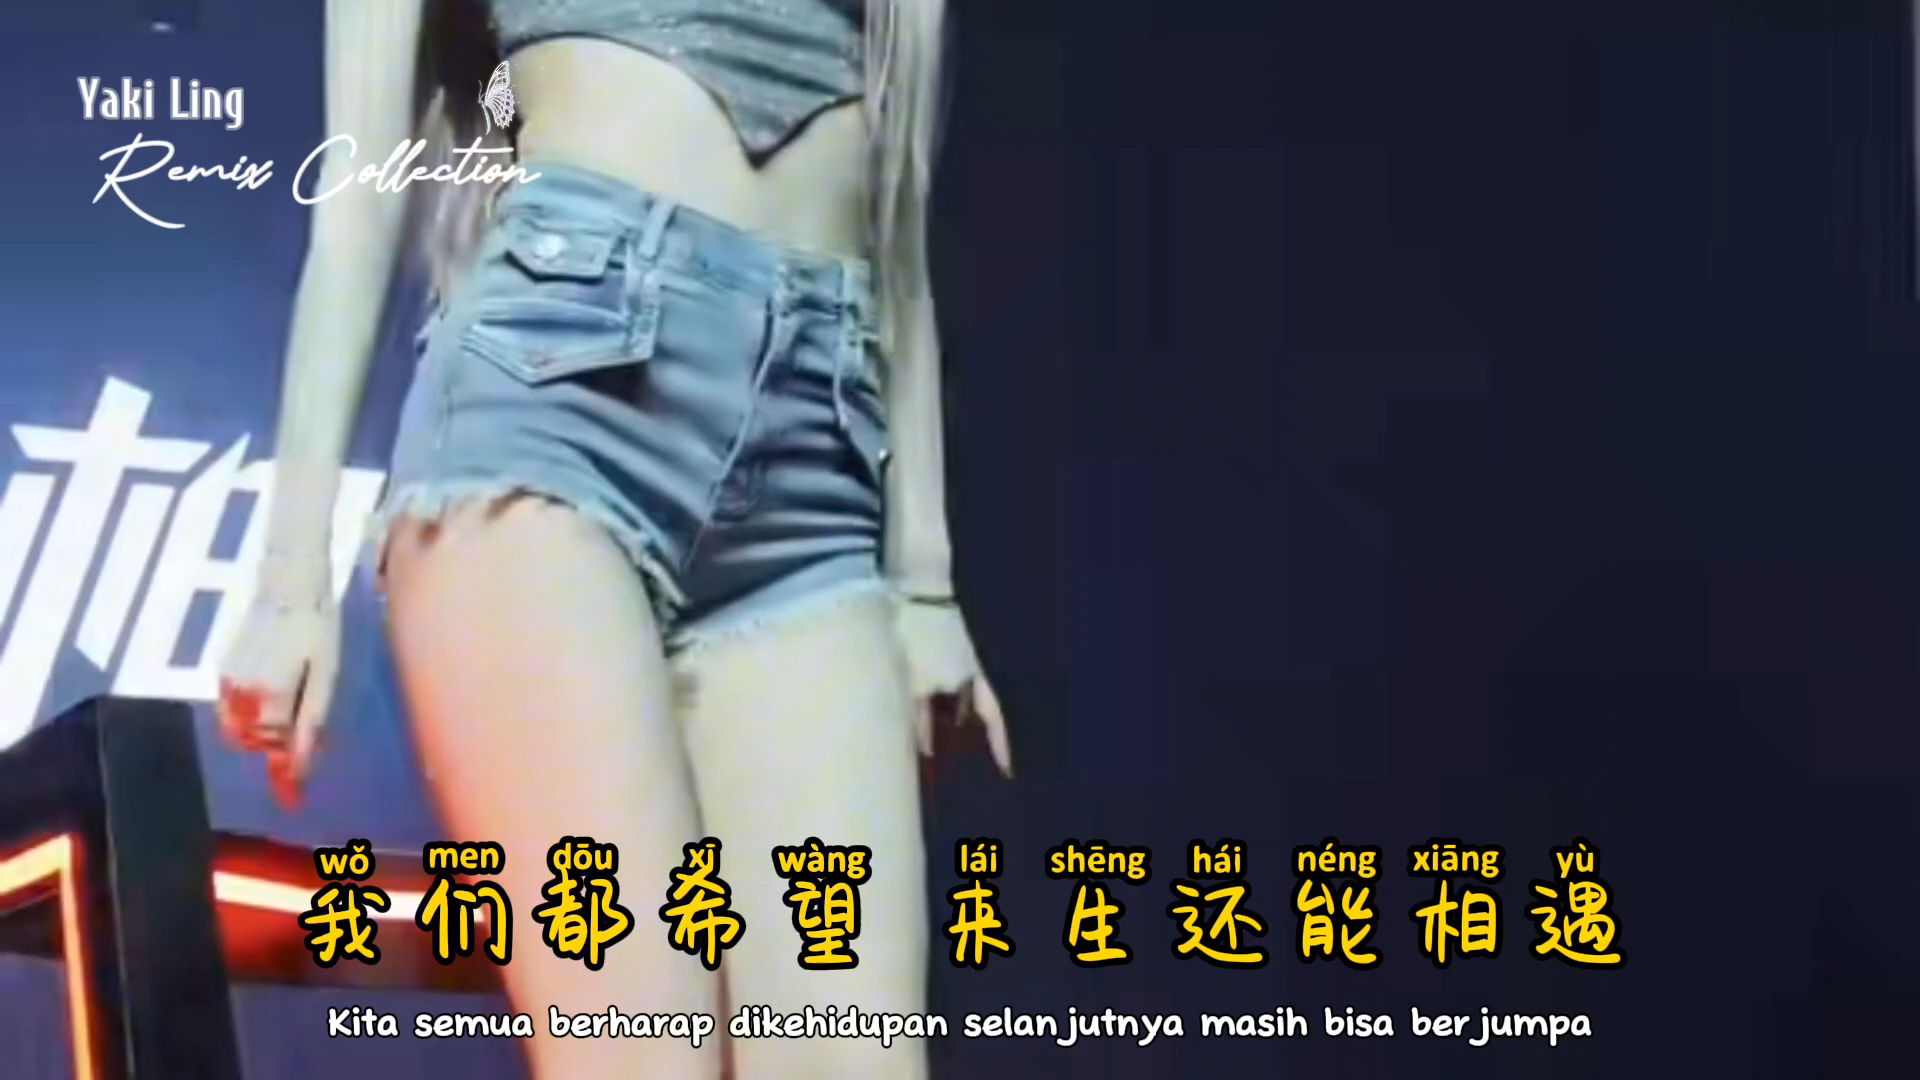 Yaki Ling
Remix Collection
wǒ men dōu xī wàng lái shēng hái néng xiāng yù
我们都希望 来生还能相遇
Kita semua berharap dikehidupan selanjutnya masih bisa berjumpa